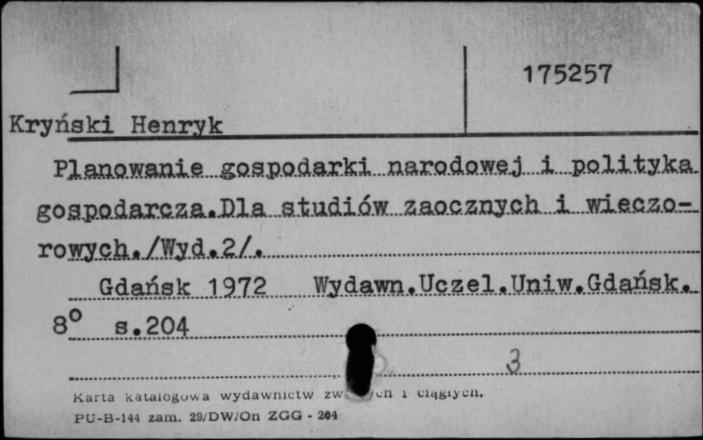 175257
Kryński Henryk
Planowanie gospodarki narodowej i polityka
gospodarcza.Dla studiów zaocznych i wieczo-
rowych./Wyd.2/.
Gdańsk 1972 Wydawn.Uczel.Uniw.Gdańsk.
8° s.204
3
Karta katalogowa wydawnictw i ciągłych.
PU-B-144 zam. 29/DW/On ZGG - 204